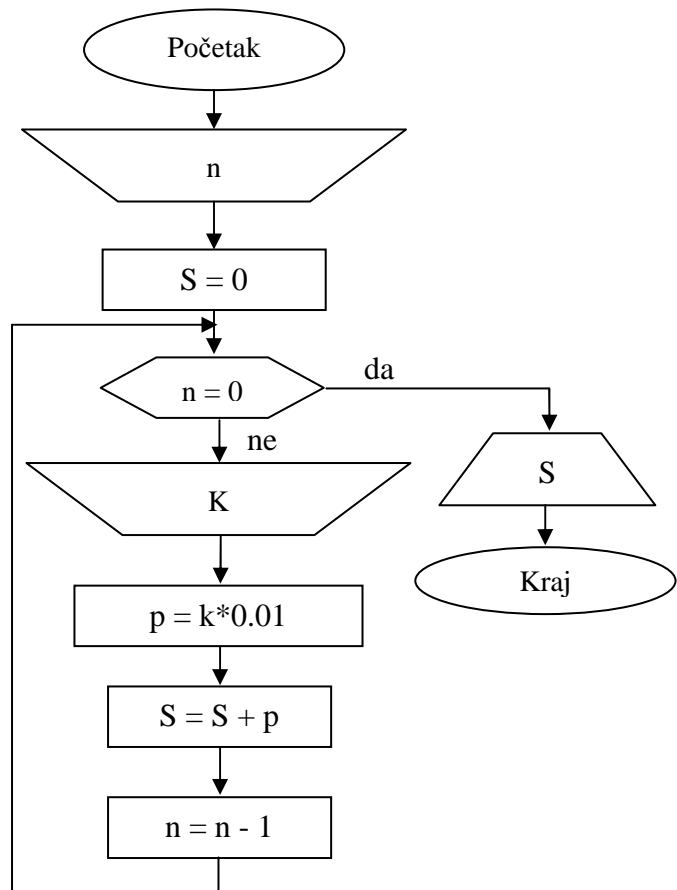 Početak
n
S = 0
n = 0
da
ne
K
S
p = k*0.01
Kraj
S = S + p
n = n - 1